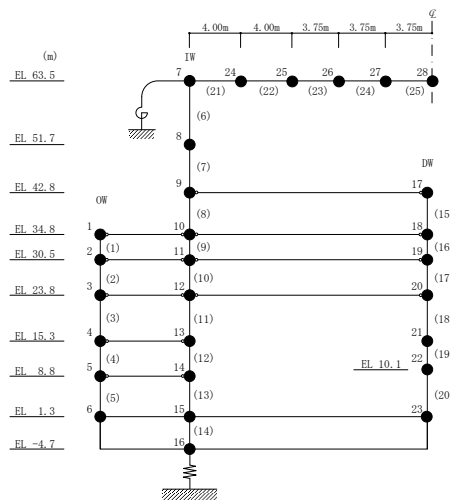 ℄
4.00m 4.00m 3.75m 3.75m 3.75m
(m) IW
EL 63.5 7 24 25 26 27 28
(21) (22) (23) (24) (25)
(6)
EL 51.7 8
(7)
DW
EL 42.8 9 17
OW
(8) (15)
EL 34.8 1 10 18
(1) (9) (16)
EL 30.5 2 11 19
(2) (10) (17)
EL 23.8 3 12 20
(3) (11) (18)
EL 15.3 4 13 21
(4) (12) (19)
EL 10.1 22
EL 8.8 5 14
(5) (13) (20
EL 1.3 6 15 23
(14)
EL -4.7 16